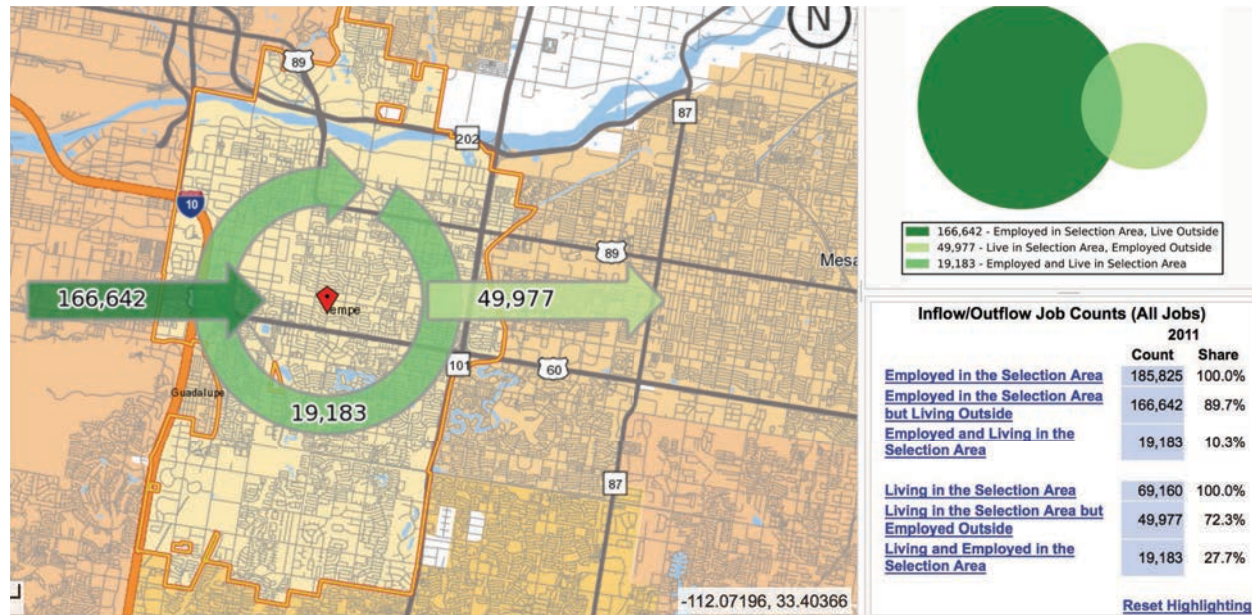 N
89
87
202
10
89
Mesa
166,642
49,977
empe
101
60
Guadalupe
19,183
87
-112.07196, 33.40366
166,642 - Employed in Selection Area, Live Outside
49,977 - Live in Selection Area, Employed Outside
19,183 - Employed and Live in Selection Area
Inflow/Outflow Job Counts (All Jobs)
2011
Count Share
Employed in the Selection Area 185,825 100.0%
Employed in the Selection Area
but Living Outside 166,642 89.7%
Employed and Living in the
Selection Area 19,183 10.3%
Living in the Selection Area 69,160 100.0%
Living in the Selection Area but
Employed Outside 49,977 72.3%
Living and Employed in the
Selection Area 19,183 27.7%
Reset Highlighting